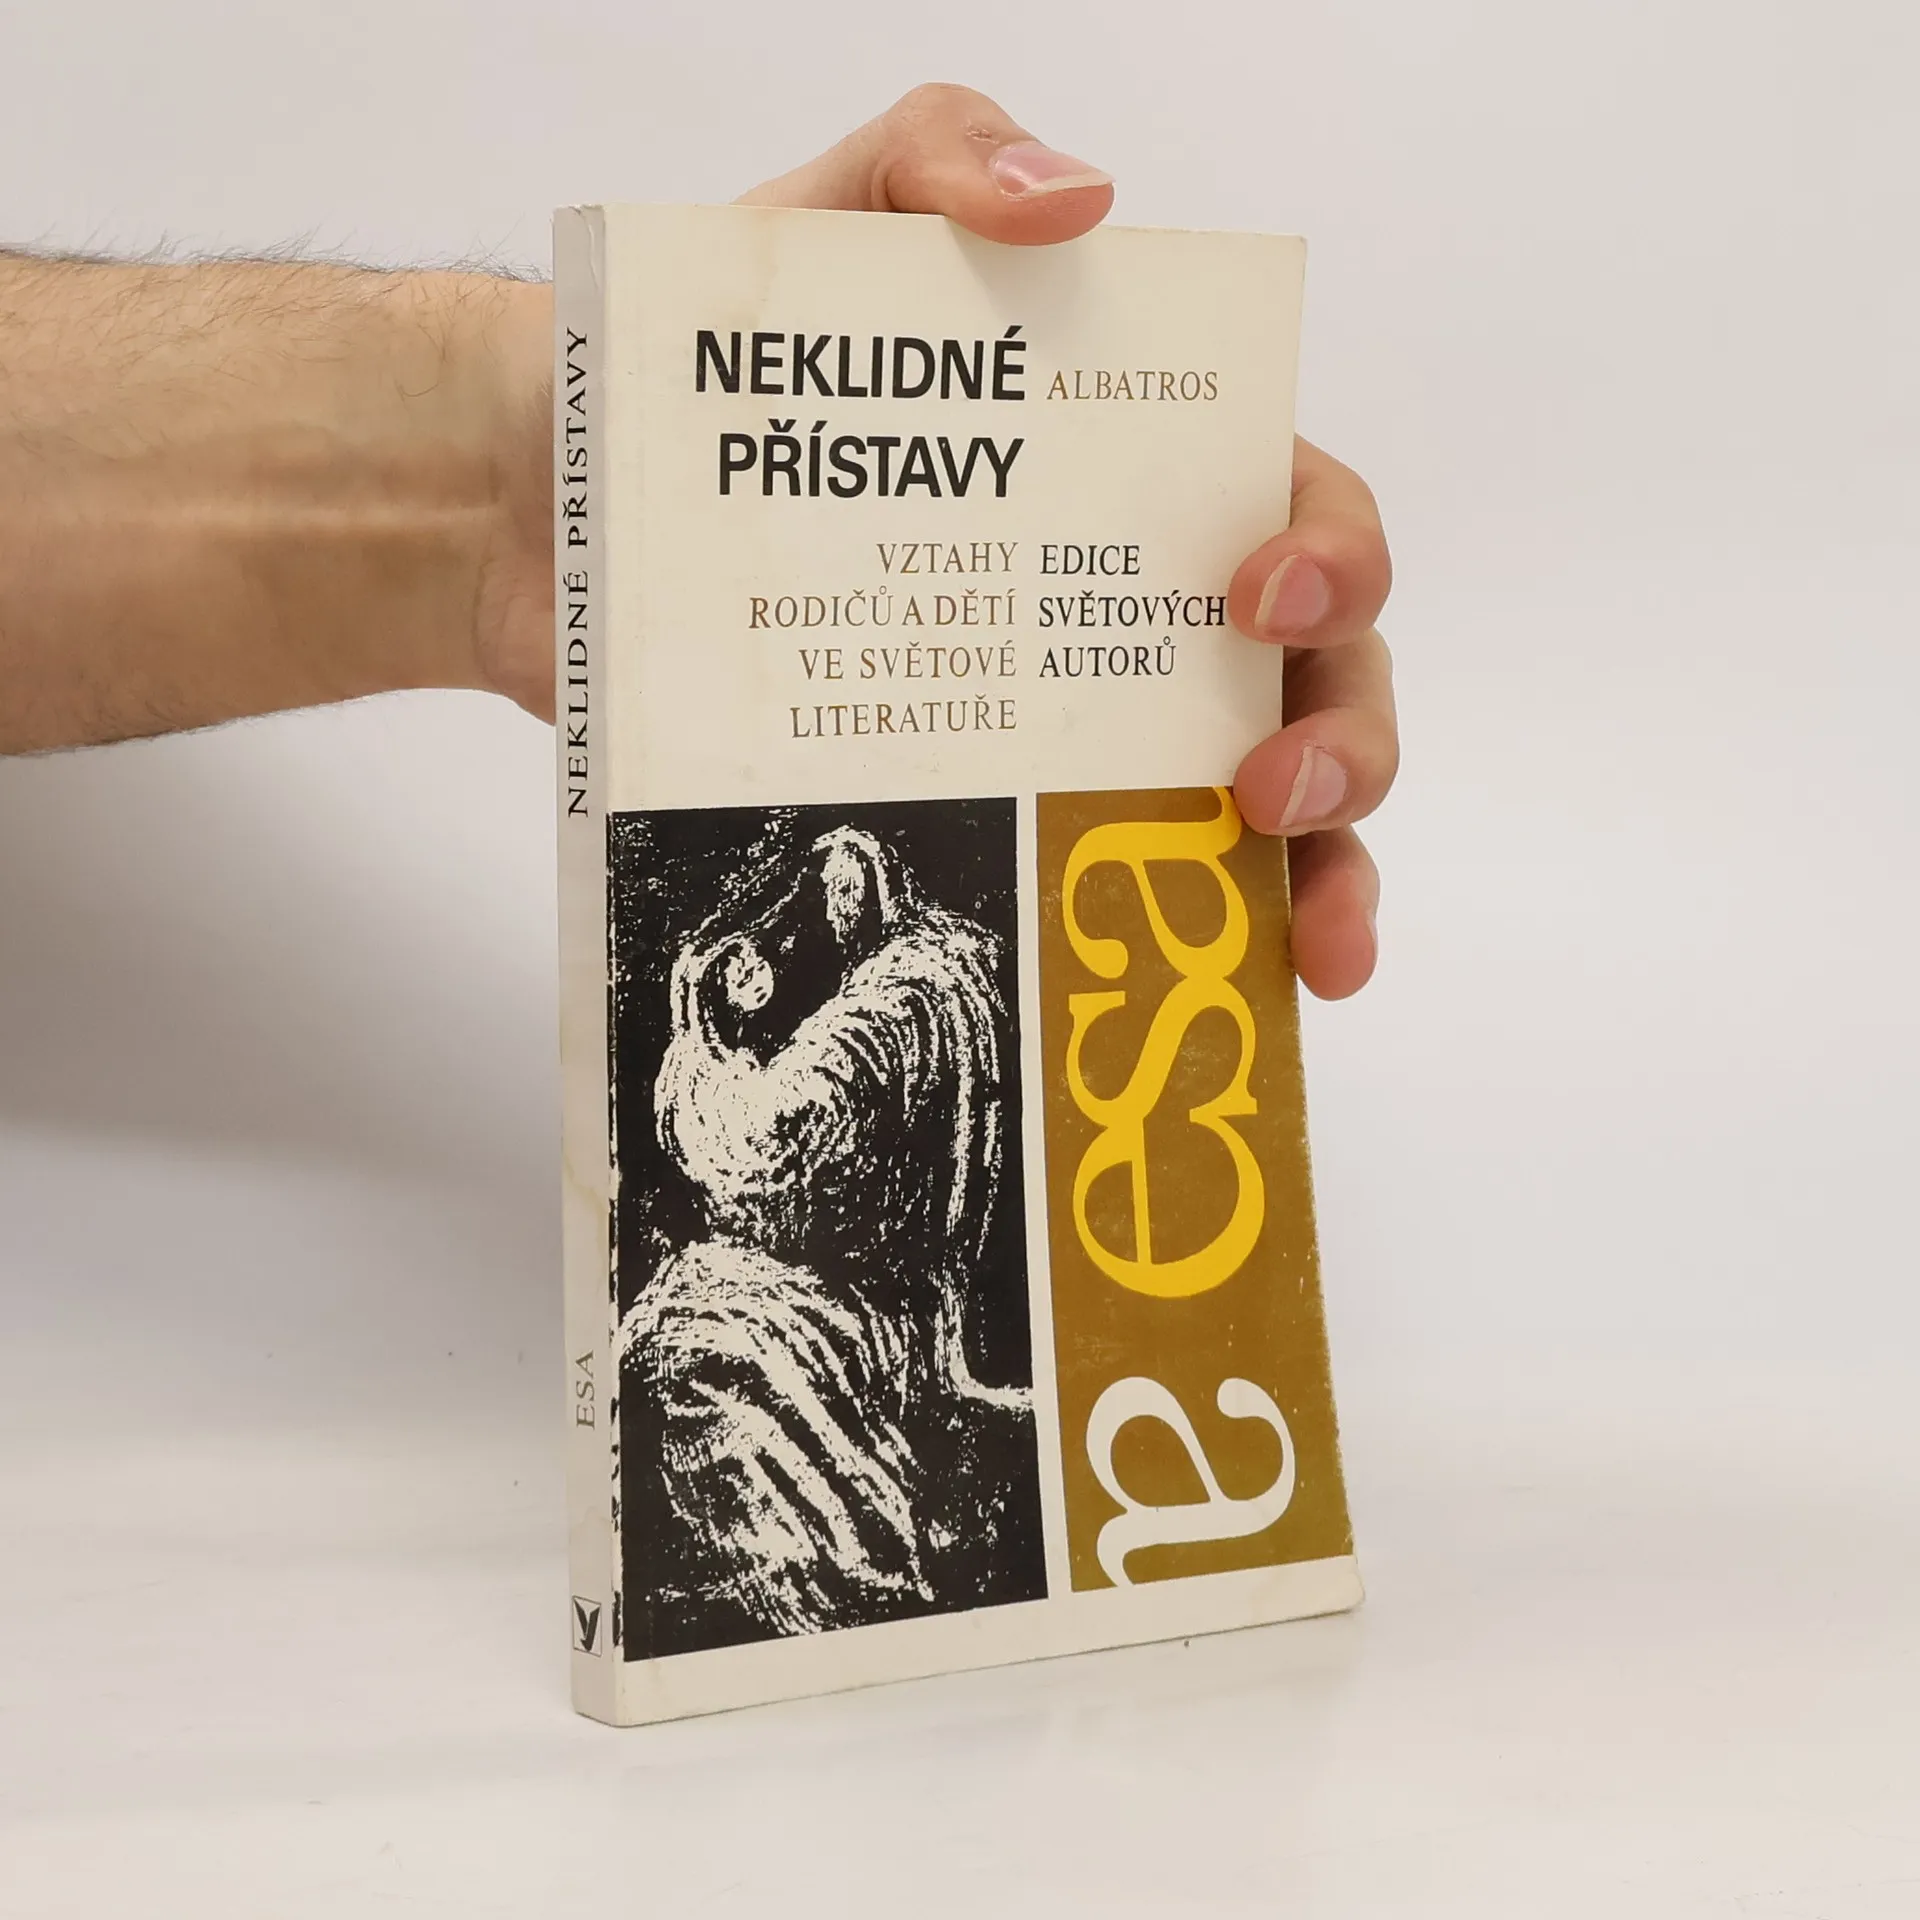 NEKLIDNÉ
PŘÍSTAVY
ALBATROS
VZTAHY
RODIČŮ A DĚTÍ
VE SVĚTOVÉ
LITERATUŘE
EDICE
SVĚTOVÝCH
AUTORŮ
esa
a
NEKLIDNÉ PŘÍSTAVY
ESA